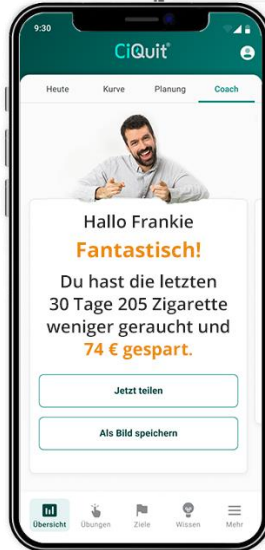 9:30
CiQuit
Heute Kurve Planung Coach
Hallo Frankie
Fantastisch!
Du hast die letzten
30 Tage 205 Zigarette
weniger geraucht und
74 € gespart.
Jetzt teilen
Als Bild speichern
Übersicht Übungen Ziele Wissen Mehr